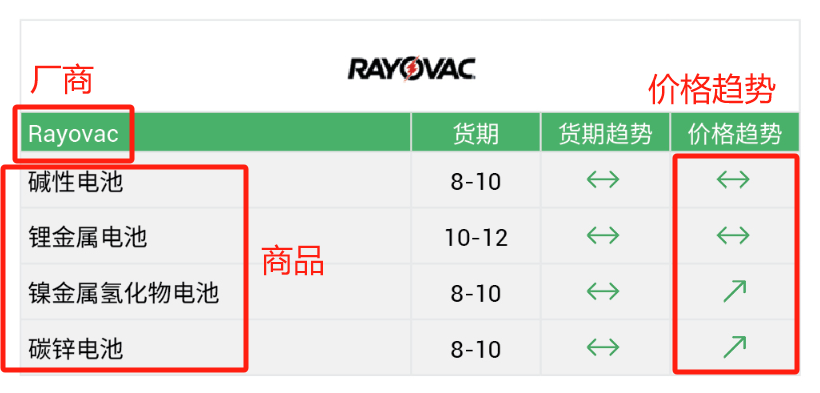 厂商
RAYOVAC
价格趋势
Rayovac 货期 货期趋势 价格趋势
碱性电池 8-10 ↔ ↔
锂金属电池 10-12 ↔ ↔
商品
镍金属氢化物电池 8-10 ↔ ↗
碳锌电池 8-10 ↔ ↗